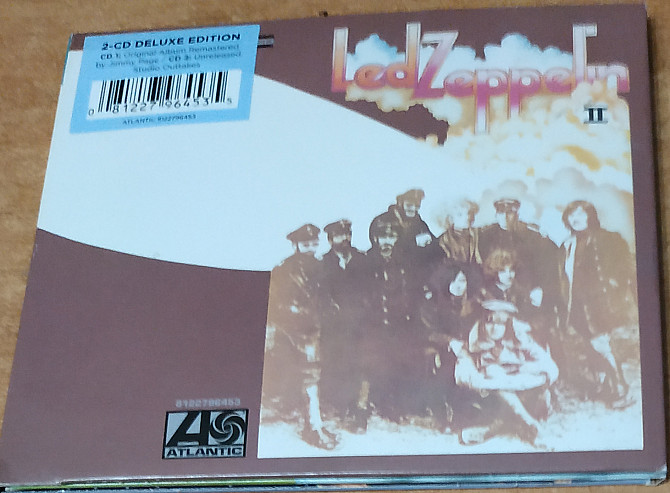 2-CD DELUXE EDITION
CD 1: Original Album Remastered
by Jimmy Page · CD 2: Unreleased
Studio Outtakes
0 81227 96453 5
ATLANTIC 8122796453
Led Zeppelin
II
8122796453
ATLANTIC